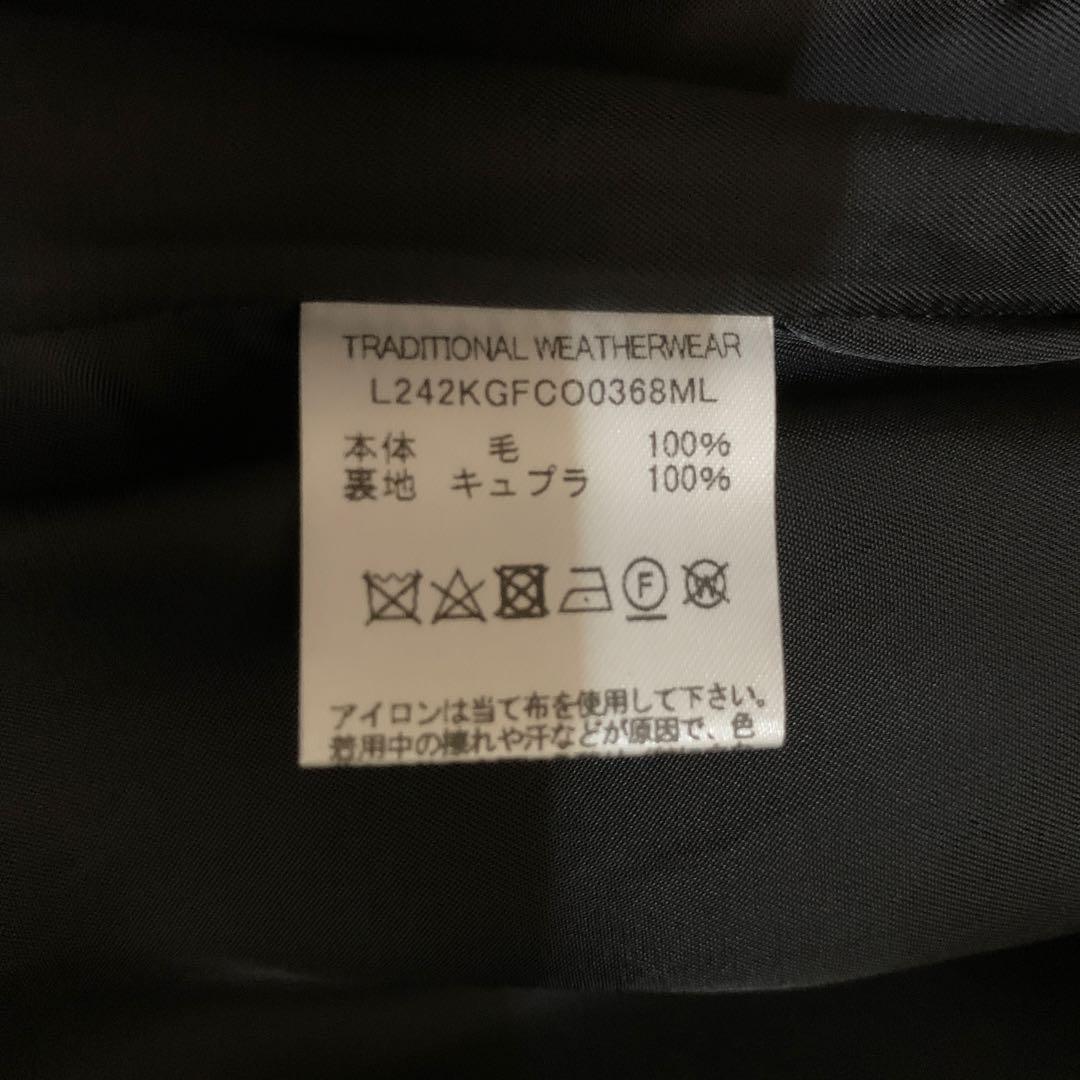 TRADITIONAL WEATHERWEAR
L242KGFCO0368ML
本体 毛 100%
裏地 キュプラ 100%
F W
アイロンは当て布を使用して下さい。
着用中の擦れや汗などが原因で、色